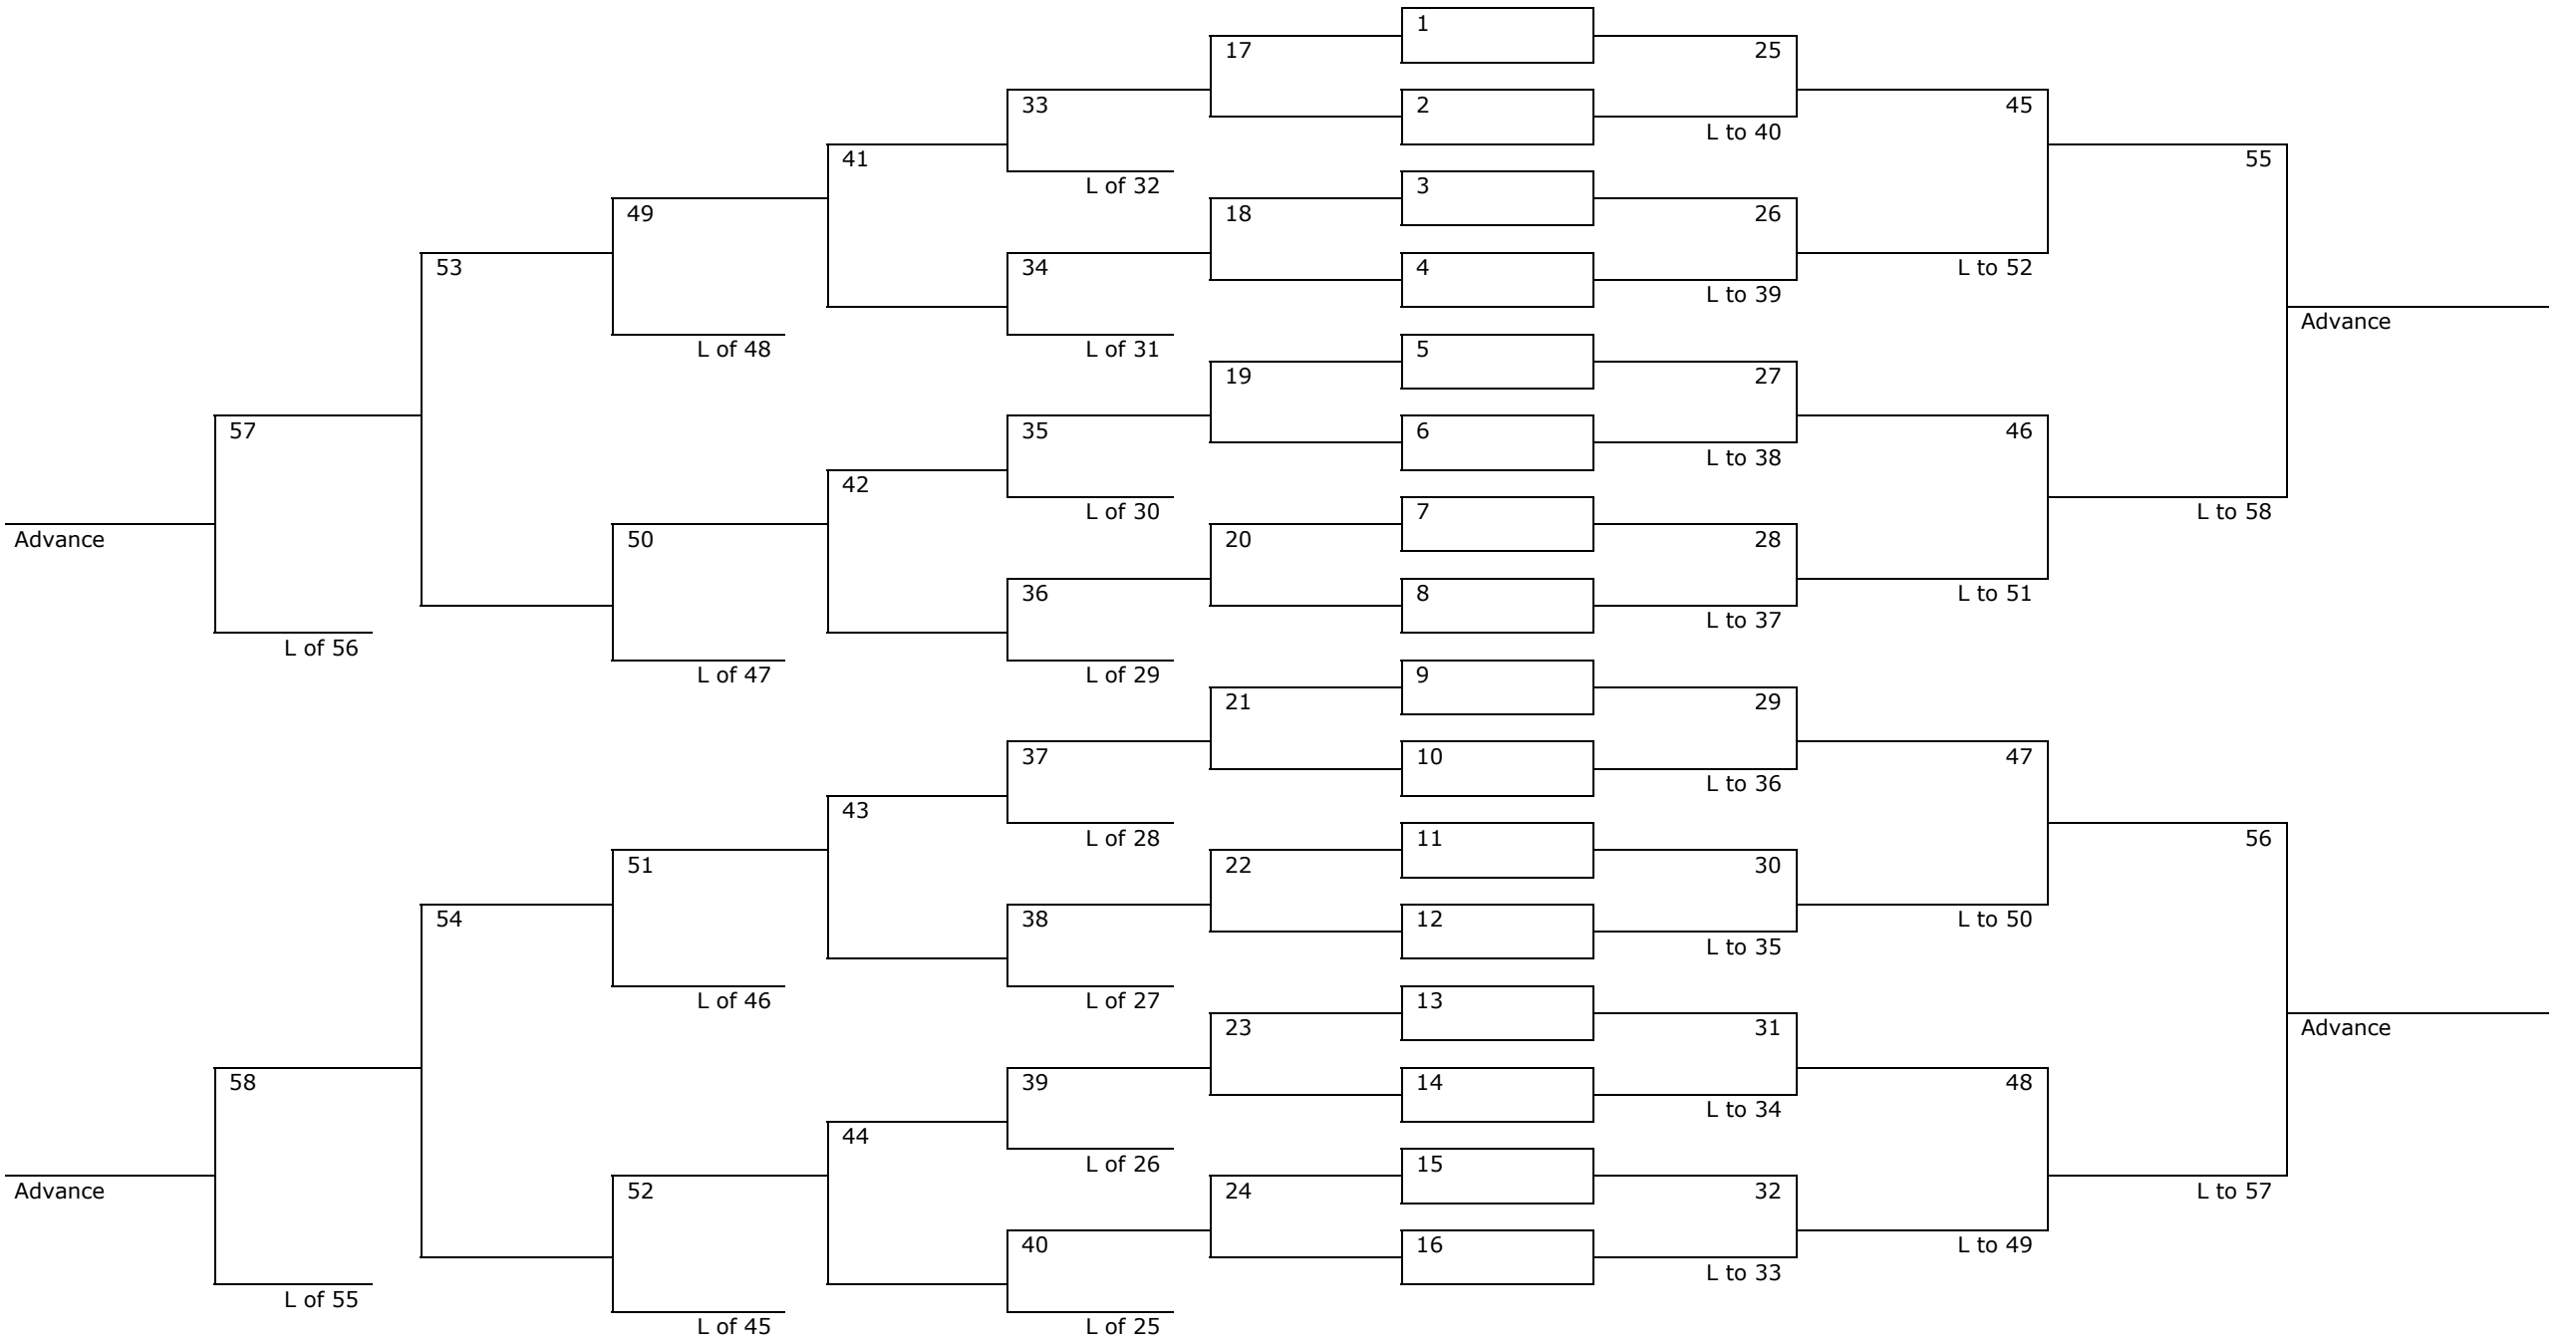 1
17 25
33 2 45
L to 40
41 55
L of 32 3
49 18 26
53 34 4 L to 52
L to 39
Advance
L of 48 L of 31 5
19 27
57 35 6 46
L to 38
42
L of 30 7 L to 58
Advance 50 20 28
36 8 L to 51
L to 37
L of 56
L of 47 L of 29 9
21 29
37 10 47
L to 36
43
L of 28 11 56
51 22 30
54 38 12 L to 50
L to 35
L of 46 L of 27 13
23 31 Advance
58 39 14 48
L to 34
44
L of 26 15
Advance 52 24 32 L to 57
40 16 L to 49
L to 33
L of 55
L of 45 L of 25